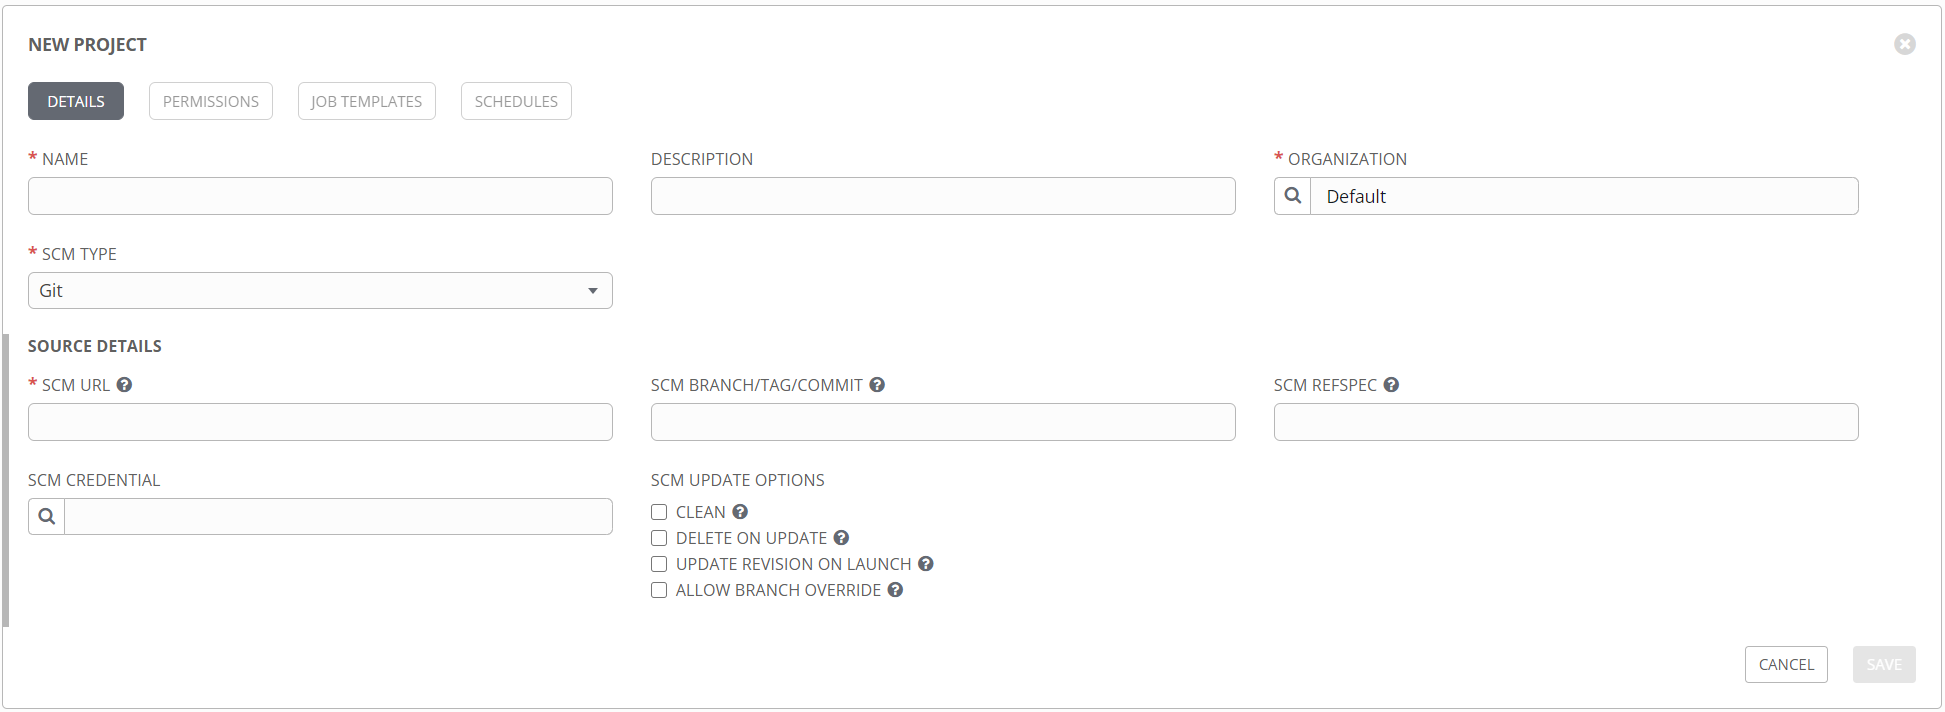 NEW PROJECT
DETAILS PERMISSIONS JOB TEMPLATES SCHEDULES
* NAME DESCRIPTION * ORGANIZATION
Default
* SCM TYPE
Git
SOURCE DETAILS
* SCM URL ? SCM BRANCH/TAG/COMMIT ? SCM REFSPEC ?
SCM CREDENTIAL SCM UPDATE OPTIONS
CLEAN ?
DELETE ON UPDATE ?
UPDATE REVISION ON LAUNCH ?
ALLOW BRANCH OVERRIDE ?
CANCEL SAVE